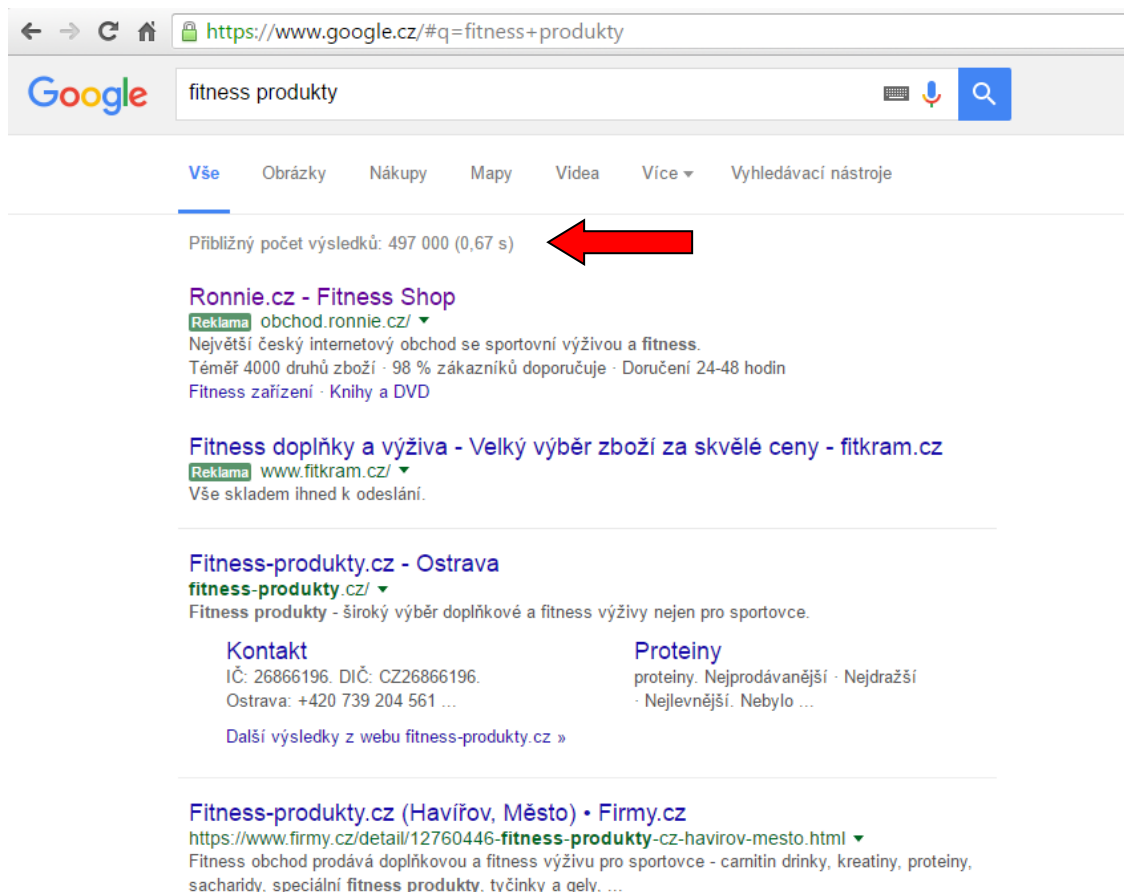 https://www.google.cz/#q=fitness+produkty
Google fitness produkty
Vše Obrázky Nákupy Mapy Videa Více Vyhledávací nástroje
Přibližný počet výsledků: 497 000 (0,67 s)
Ronnie.cz - Fitness Shop
Reklama obchod.ronnie.cz/
Největší český internetový obchod se sportovní výživou a fitness.
Téměř 4000 druhů zboží · 98 % zákazníků doporučuje · Doručení 24-48 hodin
Fitness zařízení · Knihy a DVD
Fitness doplňky a výživa - Velký výběr zboží za skvělé ceny - fitkram.cz
Reklama www.fitkram.cz/
Vše skladem ihned k odeslání.
Fitness-produkty.cz - Ostrava
fitness-produkty.cz/
Fitness produkty - široký výběr doplňkové a fitness výživy nejen pro sportovce.
Kontakt
IČ: 26866196. DIČ: CZ26866196.
Ostrava: +420 739 204 561 ...
Proteiny
proteiny. Nejprodávanější · Nejdražší
· Nejlevnější. Nebylo ...
Další výsledky z webu fitness-produkty.cz »
Fitness-produkty.cz (Havířov, Město) • Firmy.cz
https://www.firmy.cz/detail/12760446-fitness-produkty-cz-havirov-mesto.html
Fitness obchod prodává doplňkovou a fitness výživu pro sportovce - carnitin drinky, kreatiny, proteiny,
sacharidy, speciální fitness produkty, tyčinky a gely, ...